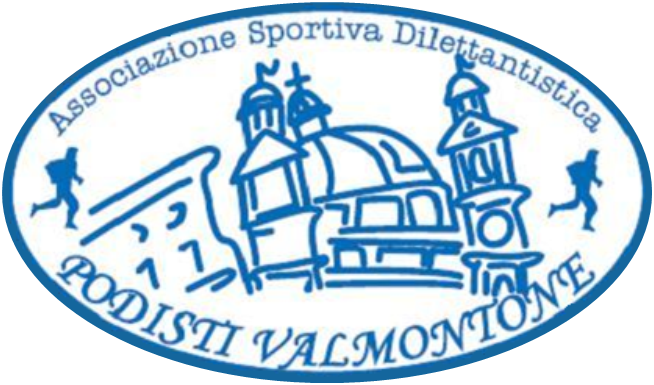 Associazione Sportiva Dilettantistica
PODISTI VALMONTONE